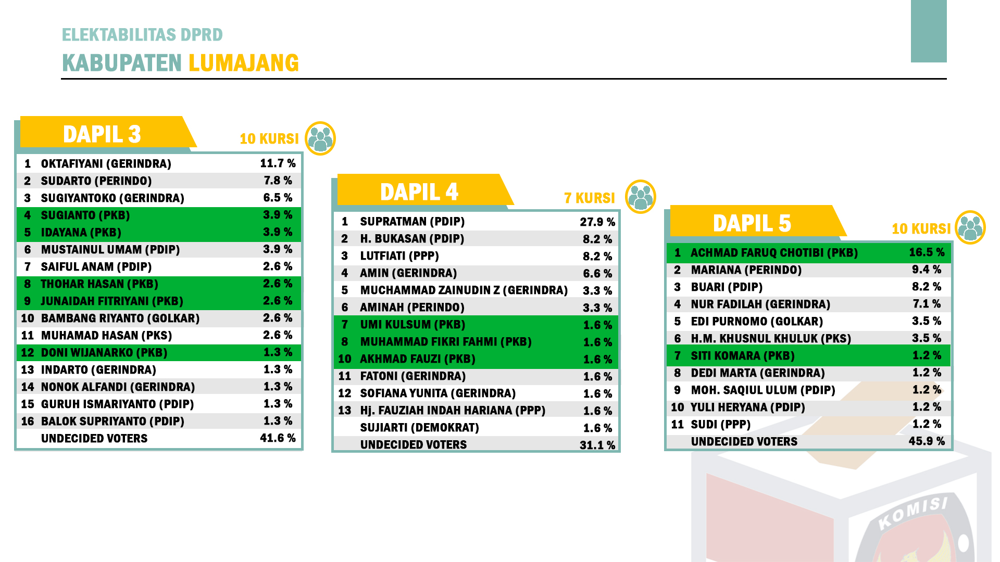 ELEKTABILITAS DPRD
KABUPATEN LUMAJANG
DAPIL 3
10 KURSI
1 OKTAFIYANI (GERINDRA) 11.7 %
2 SUDARTO (PERINDO) 7.8 %
3 SUGIYANTOKO (GERINDRA) 6.5 %
4 SUGIANTO (PKB) 3.9 %
5 IDAYANA (PKB) 3.9 %
6 MUSTAINUL UMAM (PDIP) 3.9 %
7 SAIFUL ANAM (PDIP) 2.6 %
8 THOHAR HASAN (PKB) 2.6 %
9 JUNAIDAH FITRIYANI (PKB) 2.6 %
10 BAMBANG RIYANTO (GOLKAR) 2.6 %
11 MUHAMAD HASAN (PKS) 2.6 %
12 DONI WIJANARKO (PKB) 1.3 %
13 INDARTO (GERINDRA) 1.3 %
14 NONOK ALFANDI (GERINDRA) 1.3 %
15 GURUH ISMARIYANTO (PDIP) 1.3 %
16 BALOK SUPRIYANTO (PDIP) 1.3 %
UNDECIDED VOTERS 41.6 %
DAPIL 4
7 KURSI
1 SUPRATMAN (PDIP) 27.9 %
2 H. BUKASAN (PDIP) 8.2 %
3 LUTFIATI (PPP) 8.2 %
4 AMIN (GERINDRA) 6.6 %
5 MUCHAMMAD ZAINUDIN Z (GERINDRA) 3.3 %
6 AMINAH (PERINDO) 3.3 %
7 UMI KULSUM (PKB) 1.6 %
8 MUHAMMAD FIKRI FAHMI (PKB) 1.6 %
10 AKHMAD FAUZI (PKB) 1.6 %
11 FATONI (GERINDRA) 1.6 %
12 SOFIANA YUNITA (GERINDRA) 1.6 %
13 Hj. FAUZIAH INDAH HARIANA (PPP) 1.6 %
SUJIARTI (DEMOKRAT) 1.6 %
UNDECIDED VOTERS 31.1 %
DAPIL 5
10 KURSI
1 ACHMAD FARUQ CHOTIBI (PKB) 16.5 %
2 MARIANA (PERINDO) 9.4 %
3 BUARI (PDIP) 8.2 %
4 NUR FADILAH (GERINDRA) 7.1 %
5 EDI PURNOMO (GOLKAR) 3.5 %
6 H.M. KHUSNUL KHULUK (PKS) 3.5 %
7 SITI KOMARA (PKB) 1.2 %
8 DEDI MARTA (GERINDRA) 1.2 %
9 MOH. SAQIUL ULUM (PDIP) 1.2 %
10 YULI HERYANA (PDIP) 1.2 %
11 SUDI (PPP) 1.2 %
UNDECIDED VOTERS 45.9 %
KOMISI